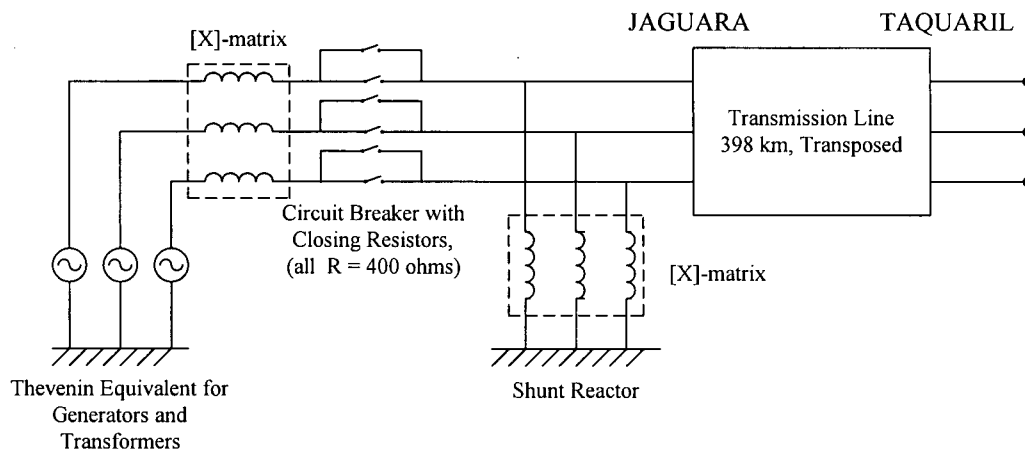 JAGUARA
TAQUARIL
[X]-matrix
Transmission Line
398 km, Transposed
Circuit Breaker with
Closing Resistors,
(all R = 400 ohms)
[X]-matrix
Thevenin Equivalent for
Generators and
Transformers
Shunt Reactor